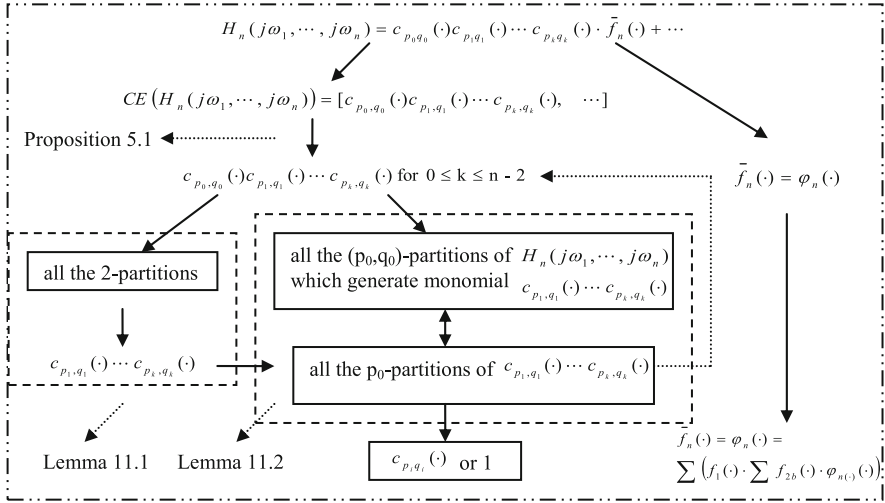 H_n(jω_1, ⋯, jω_n) = c_{p_0q_0}(·)c_{p_1q_1}(·)⋯c_{p_kq_k}(·)·f̄_n(·) + ⋯
CE(H_n(jω_1, ⋯, jω_n)) = [c_{p_0,q_0}(·)c_{p_1,q_1}(·)⋯c_{p_k,q_k}(·), ⋯]
Proposition 5.1
c_{p_0,q_0}(·)c_{p_1,q_1}(·)⋯c_{p_k,q_k}(·) for 0 ≤ k ≤ n - 2
f̄_n(·) = φ_n(·)
all the 2-partitions
all the (p_0,q_0)-partitions of H_n(jω_1, ⋯, jω_n)
which generate monomial c_{p_1,q_1}(·)⋯c_{p_k,q_k}(·)
c_{p_1,q_1}(·)⋯c_{p_k,q_k}(·)
all the p_0-partitions of c_{p_1,q_1}(·)⋯c_{p_k,q_k}(·)
Lemma 11.1
Lemma 11.2
c_{p_iq_i}(·) or 1
f̄_n(·) = φ_n(·) =
∑(f_1(·)·∑ f_{2b}(·)·φ_{n(·)}(·))